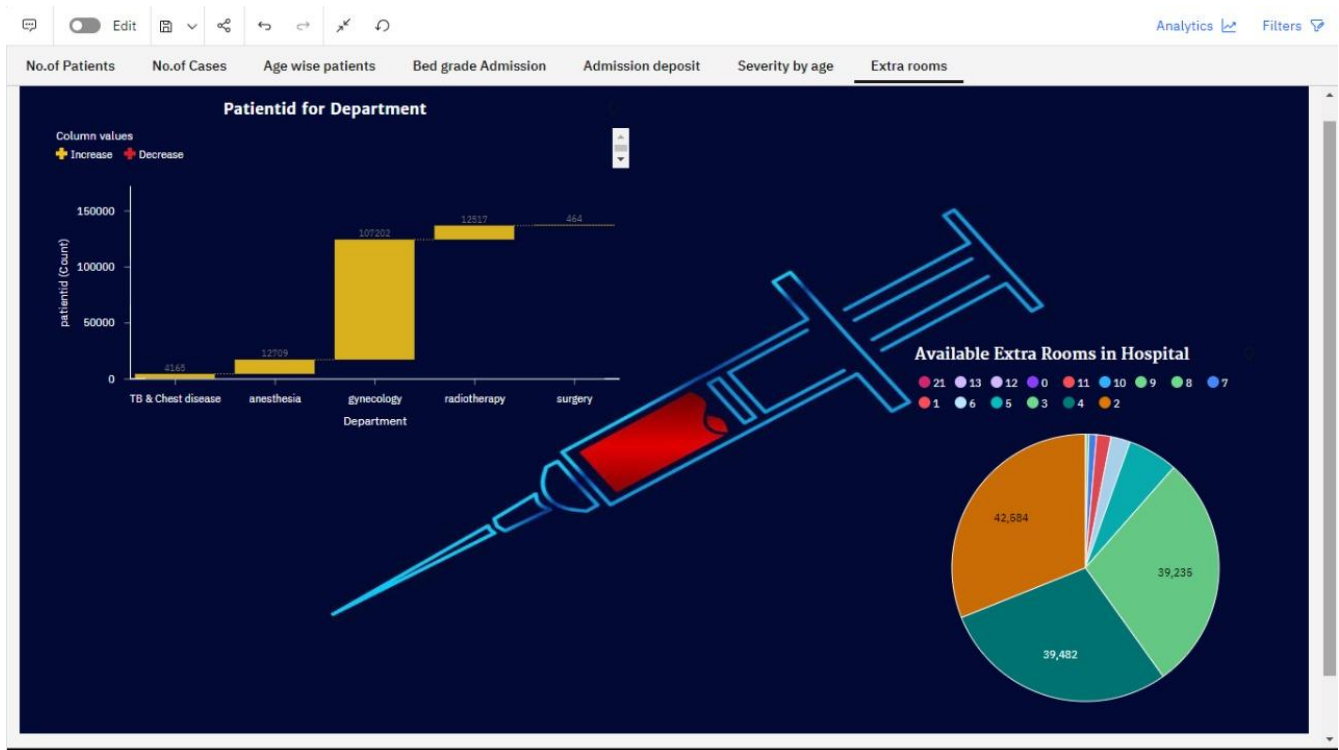 Edit
Analytics
Filters
No.of Patients No.of Cases Age wise patients Bed grade Admission Admission deposit Severity by age Extra rooms
Patientid for Department
Column values
Increase Decrease
150000
100000
50000
0
patientid (Count)
4165
12709
107202
12517
464
TB & Chest disease anesthesia gynecology radiotherapy surgery
Department
Available Extra Rooms in Hospital
21 13 12 0 11 10 9 8 7
1 6 5 3 4 2
42,584
39,235
39,482